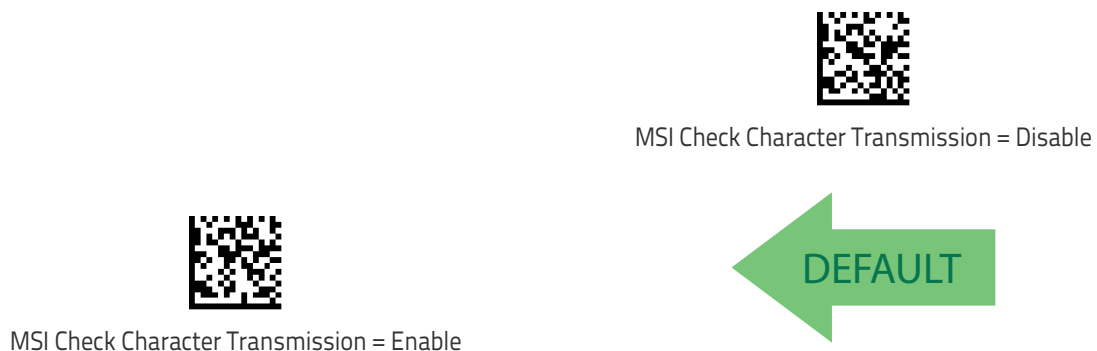 MSI Check Character Transmission = Disable
DEFAULT
MSI Check Character Transmission = Enable